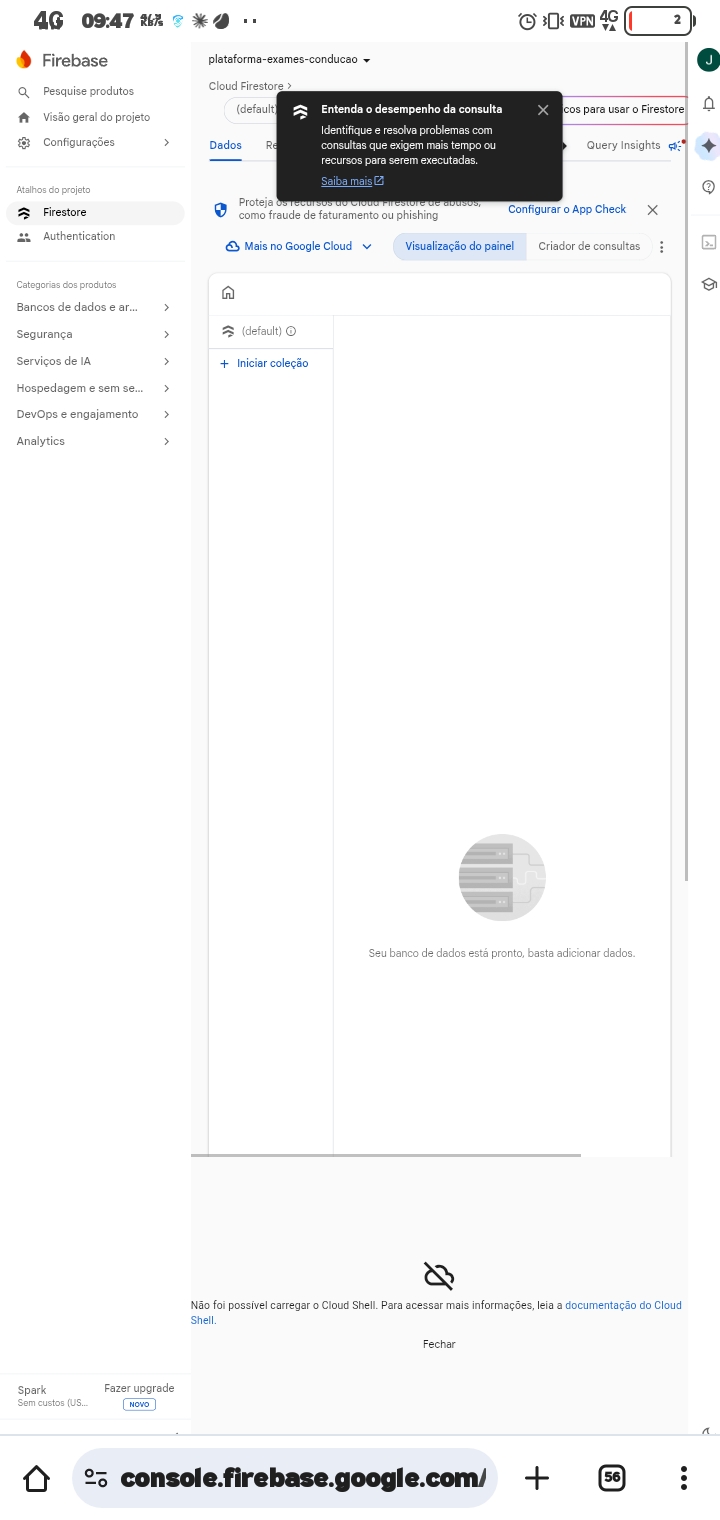 4G 09:47 VPN 4G 2
Firebase
Pesquise produtos
Visão geral do projeto
Configurações
Atalhos do projeto
Firestore
Authentication
Categorias dos produtos
Bancos de dados e ar...
Segurança
Serviços de IA
Hospedagem e sem se...
DevOps e engajamento
Analytics
plataforma-exames-conducao
J
Cloud Firestore
(default)
cos para usar o Firestore
Entenda o desempenho da consulta
Identifique e resolva problemas com
consultas que exigem mais tempo ou
recursos para serem executadas.
Saiba mais
Dados
Re
Query Insights
Proteja os recursos do Cloud Firestore de abusos,
como fraude de faturamento ou phishing
Configurar o App Check
Mais no Google Cloud
Visualização do painel
Criador de consultas
(default)
Iniciar coleção
Seu banco de dados está pronto, basta adicionar dados.
Não foi possível carregar o Cloud Shell. Para acessar mais informações, leia a documentação do Cloud
Shell.
Fechar
Spark
Sem custos (US...
Fazer upgrade
NOVO
console.firebase.google.com/
56